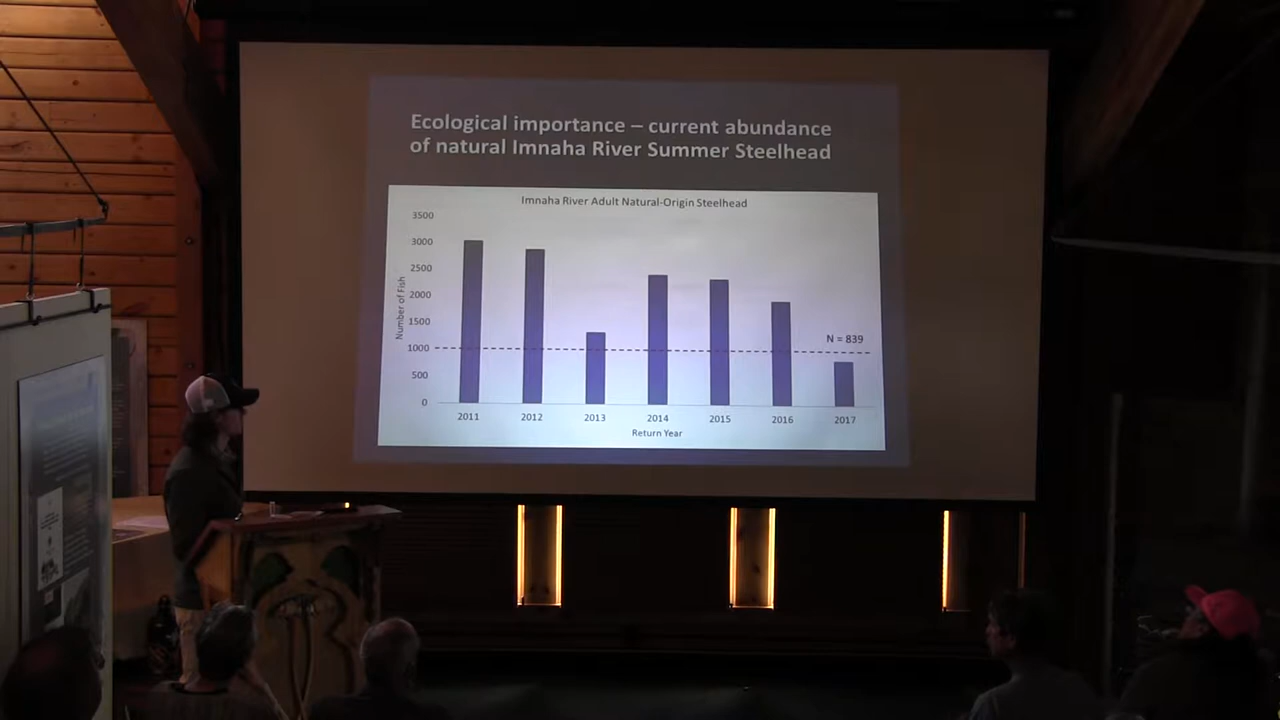 Ecological importance – current abundance
of natural Imnaha River Summer Steelhead
Imnaha River Adult Natural-Origin Steelhead
Number of Fish
3500
3000
2500
2000
1500
1000
500
0
N = 839
2011 2012 2013 2014 2015 2016 2017
Return Year